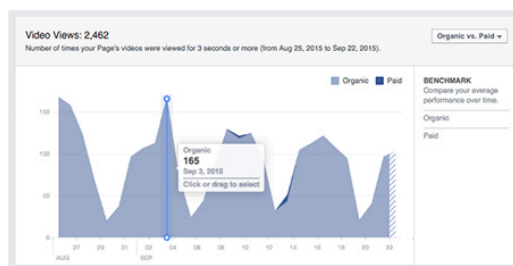 Video Views: 2,462
Organic vs. Paid
Number of times your Page's videos were viewed for 3 seconds or more (from Aug 25, 2015 to Sep 22, 2015).
Organic Paid
BENCHMARK
Compare your average
performance over time.
Organic
Paid
150
100
50
0
Organic
165
Sep 3, 2015
Click or drag to select
27 29 31 02 04 06 08 10 12 14 16 18 20 22
AUG SEP